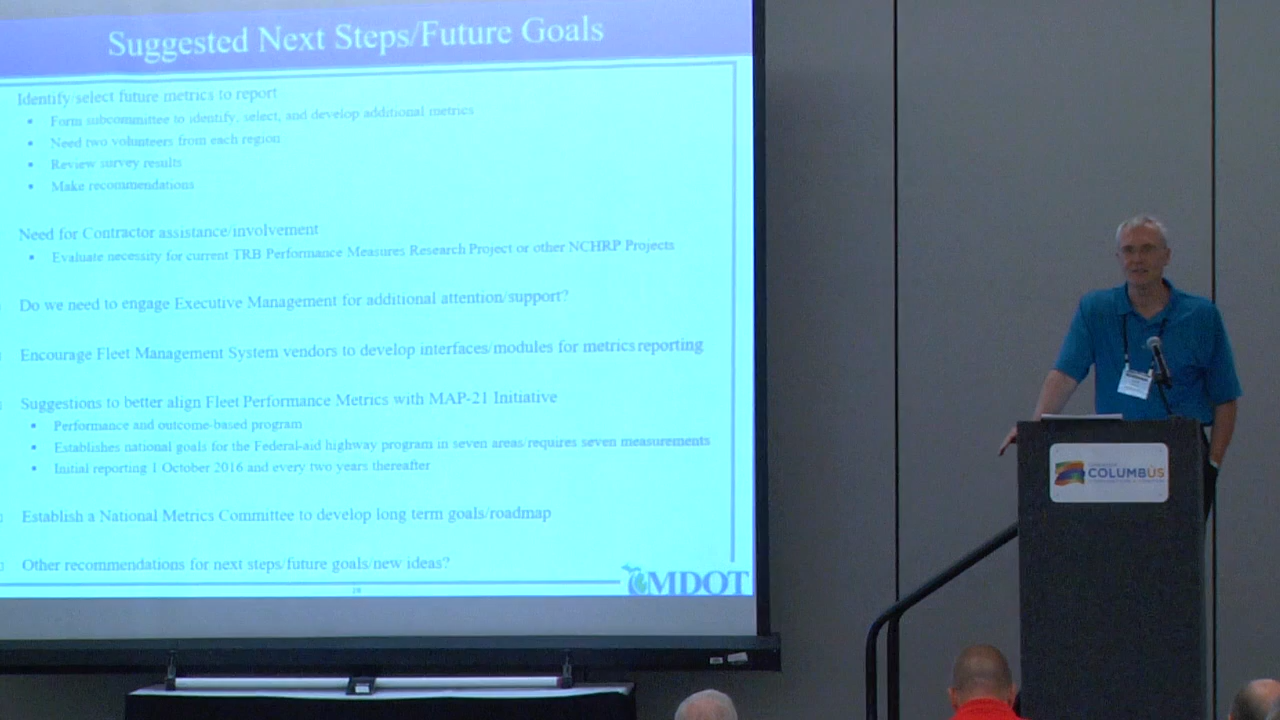 Suggested Next Steps/Future Goals
Identify/select future metrics to report
• Form subcommittee to identify, select, and develop additional metrics
• Need two volunteers from each region
• Review survey results
• Make recommendations
Need for Contractor assistance/involvement
• Evaluate necessity for current TRB Performance Measures Research Project or other NCHRP Projects
Do we need to engage Executive Management for additional attention/support?
Encourage Fleet Management System vendors to develop interfaces/modules for metrics reporting
Suggestions to better align Fleet Performance Metrics with MAP-21 Initiative
• Performance and outcome-based program
• Establishes national goals for the Federal-aid highway program in seven areas/requires seven measurements
• Initial reporting 1 October 2016 and every two years thereafter
Establish a National Metrics Committee to develop long term goals/roadmap
Other recommendations for next steps/future goals/new ideas?
MDOT
COLUMBUS